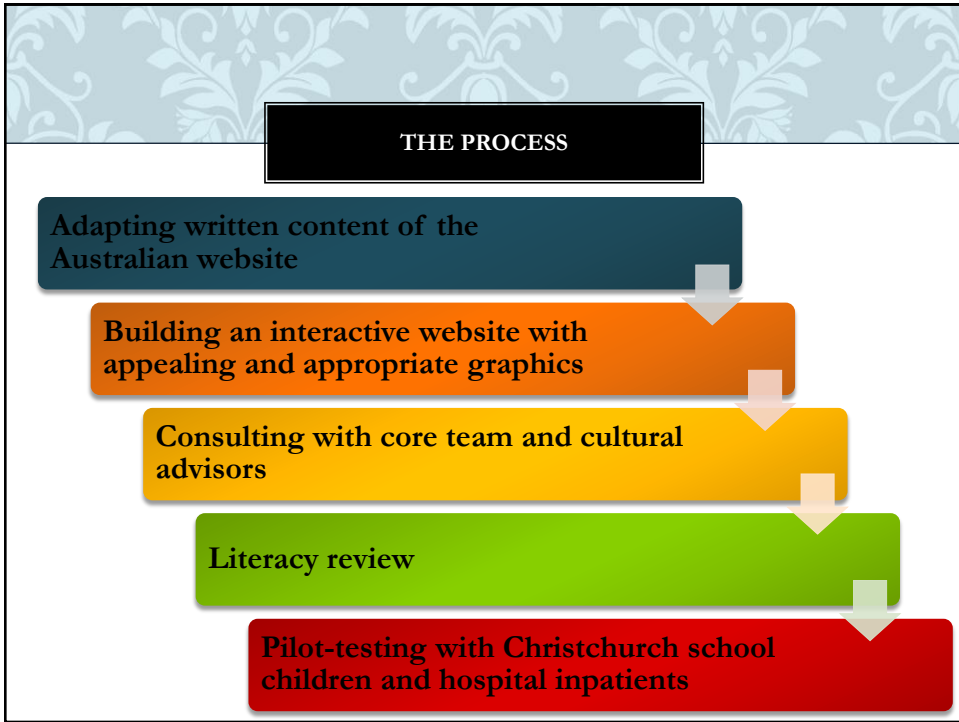 THE PROCESS
Adapting written content of the
Australian website
Building an interactive website with
appealing and appropriate graphics
Consulting with core team and cultural
advisors
Literacy review
Pilot-testing with Christchurch school
children and hospital inpatients